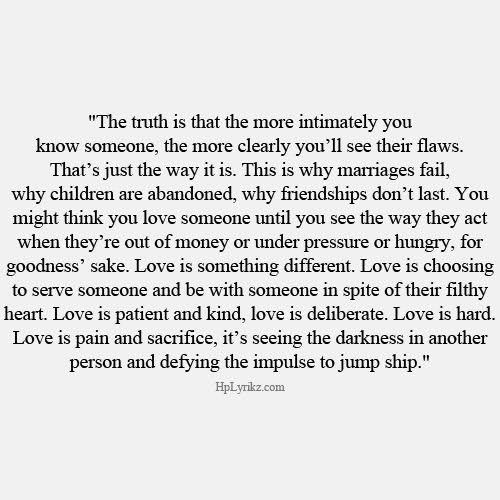 "The truth is that the more intimately you
know someone, the more clearly you’ll see their flaws.
That’s just the way it is. This is why marriages fail,
why children are abandoned, why friendships don’t last. You
might think you love someone until you see the way they act
when they’re out of money or under pressure or hungry, for
goodness’ sake. Love is something different. Love is choosing
to serve someone and be with someone in spite of their filthy
heart. Love is patient and kind, love is deliberate. Love is hard.
Love is pain and sacrifice, it’s seeing the darkness in another
person and defying the impulse to jump ship."
HpLyrikz.com